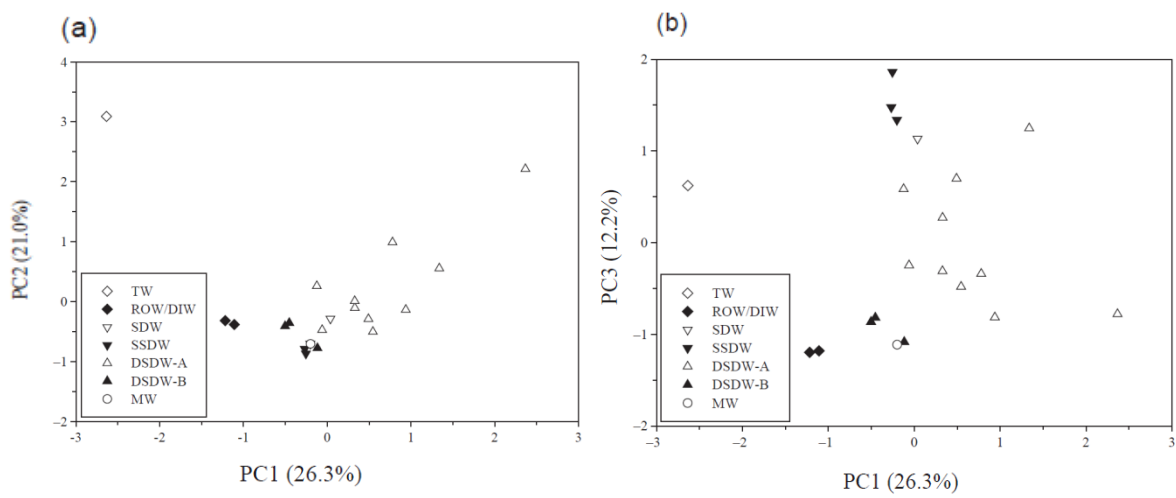 (a)
4
3
2
1
0
−1
−2
PC2 (21.0%)
TW
ROW/DIW
SDW
SSDW
DSDW-A
DSDW-B
MW
-3
-2
-1
0
1
2
3
PC1 (26.3%)
(b)
2
1
0
−1
−2
PC3 (12.2%)
TW
ROW/DIW
SDW
SSDW
DSDW-A
DSDW-B
MW
−3
−2
−1
0
1
2
3
PC1 (26.3%)